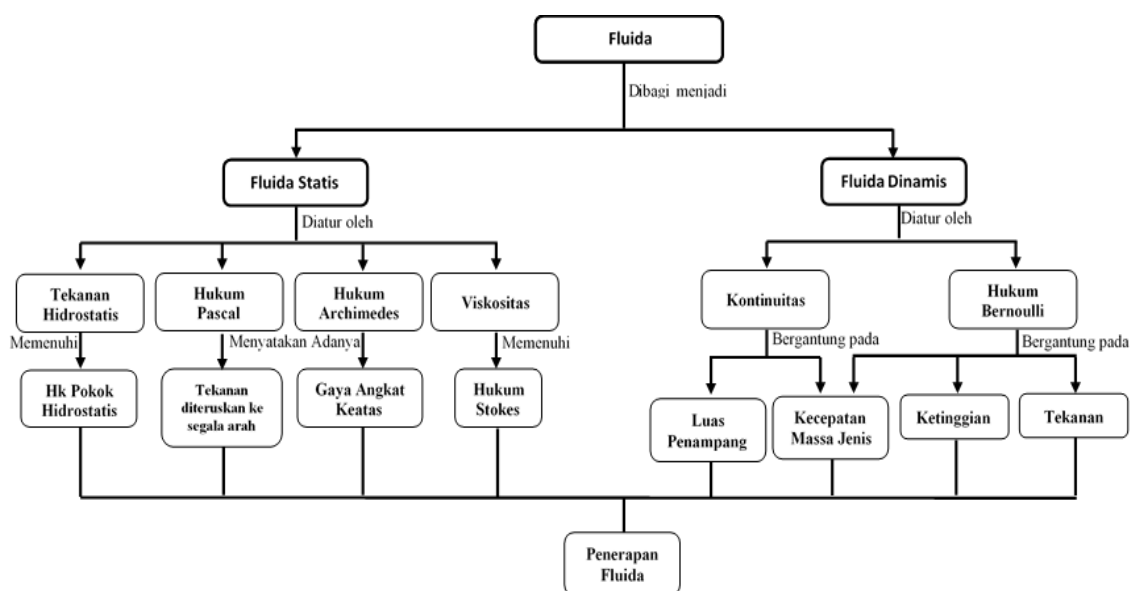 Fluida
Dibagi menjadi
Fluida Statis
Fluida Dinamis
Diatur oleh
Diatur oleh
Tekanan
Hidrostatis
Hukum
Pascal
Hukum
Archimedes
Viskositas
Kontinuitas
Hukum
Bernoulli
Memenuhi
Menyatakan Adanya
Memenuhi
Bergantung pada
Bergantung pada
Hk Pokok
Hidrostatis
Tekanan
diteruskan ke
segala arah
Gaya Angkat
Keatas
Hukum
Stokes
Luas
Penampang
Kecepatan
Massa Jenis
Ketinggian
Tekanan
Penerapan
Fluida